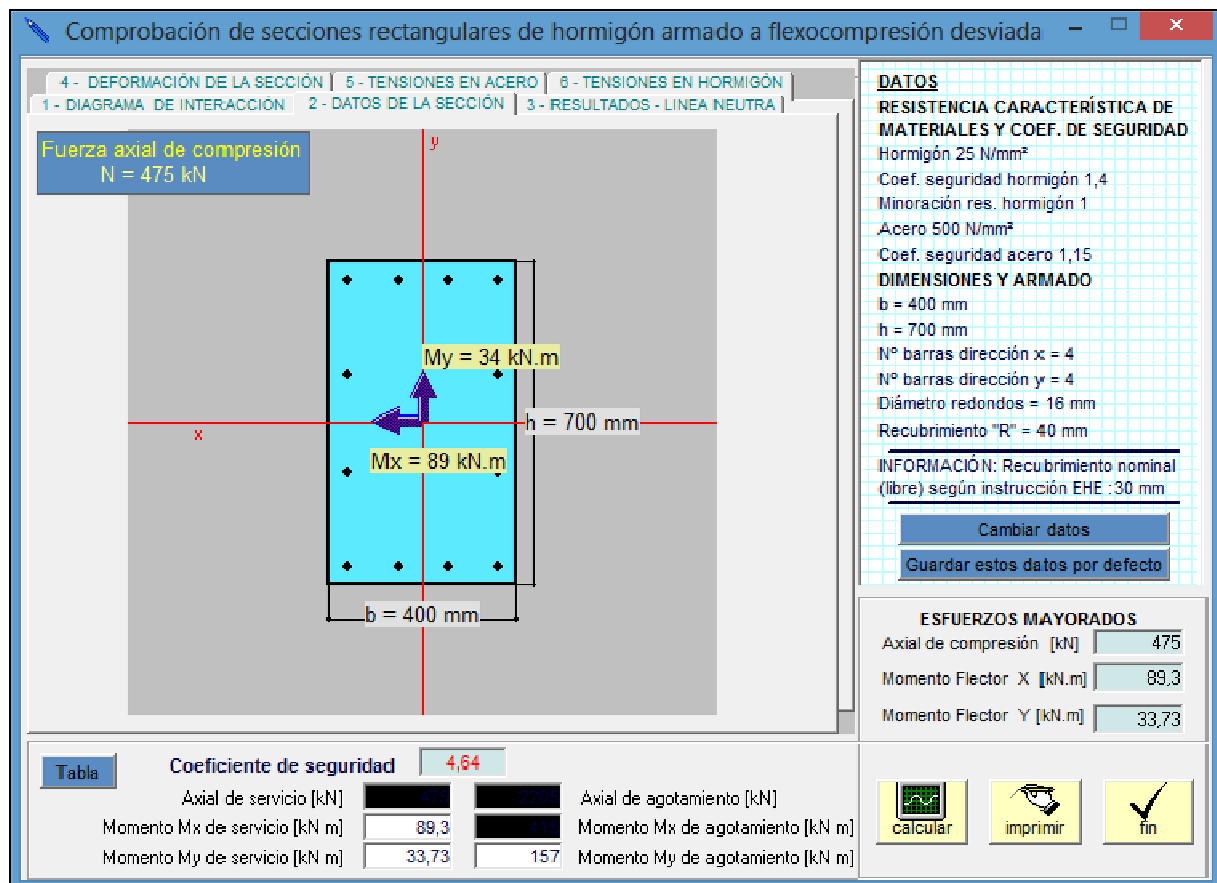 Comprobación de secciones rectangulares de hormigón armado a flexocompresión desviada
4 - DEFORMACIÓN DE LA SECCIÓN
5 - TENSIONES EN ACERO
6 - TENSIONES EN HORMIGÓN
1 - DIAGRAMA DE INTERACCIÓN
2 - DATOS DE LA SECCIÓN
3 - RESULTADOS - LINEA NEUTRA
Fuerza axial de compresión
N = 475 kN
y
My = 34 kN.m
h = 700 mm
x
Mx = 89 kN.m
b = 400 mm
DATOS
RESISTENCIA CARACTERÍSTICA DE
MATERIALES Y COEF. DE SEGURIDAD
Hormigón 25 N/mm²
Coef. seguridad hormigón 1,4
Minoración res. hormigón 1
Acero 500 N/mm²
Coef. seguridad acero 1,15
DIMENSIONES Y ARMADO
b = 400 mm
h = 700 mm
Nº barras dirección x = 4
Nº barras dirección y = 4
Diámetro redondos = 16 mm
Recubrimiento "R" = 40 mm
INFORMACIÓN: Recubrimiento nominal
(libre) según instrucción EHE :30 mm
Cambiar datos
Guardar estos datos por defecto
ESFUERZOS MAYORADOS
Axial de compresión [kN] 475
Momento Flector X [kN.m] 89,3
Momento Flector Y [kN.m] 33,73
Tabla
Coeficiente de seguridad 4,64
Axial de servicio [kN] Axial de agotamiento [kN]
Momento Mx de servicio [kN m] 89,3 Momento Mx de agotamiento [kN m]
Momento My de servicio [kN m] 33,73 157 Momento My de agotamiento [kN m]
calcular
imprimir
fin